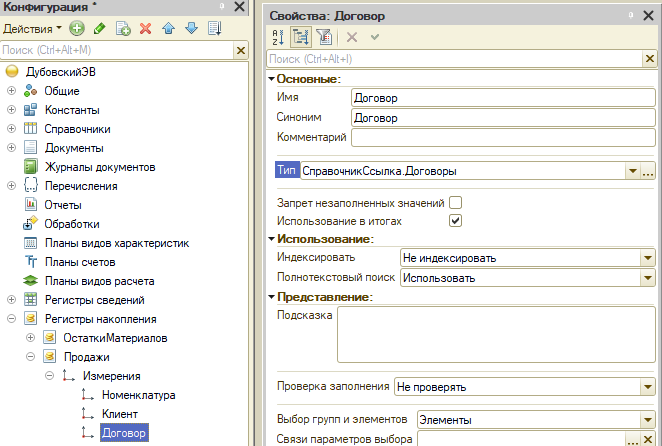 Конфигурация *
Действия
Поиск (Ctrl+Alt+M)
ДубовскийЭВ
Общие
Константы
Справочники
Документы
Журналы документов
Перечисления
Отчеты
Обработки
Планы видов характеристик
Планы счетов
Планы видов расчета
Регистры сведений
Регистры накопления
ОстаткиМатериалов
Продажи
Измерения
Номенклатура
Клиент
Договор
Свойства: Договор
Поиск (Ctrl+Alt+I)
Основные:
Имя Договор
Синоним Договор
Комментарий
Тип СправочникСсылка.Договоры
Запрет незаполненных значений
Использование в итогах
Использование:
Индексировать Не индексировать
Полнотекстовый поиск Использовать
Представление:
Подсказка
Проверка заполнения Не проверять
Выбор групп и элементов Элементы
Связи параметров выбора